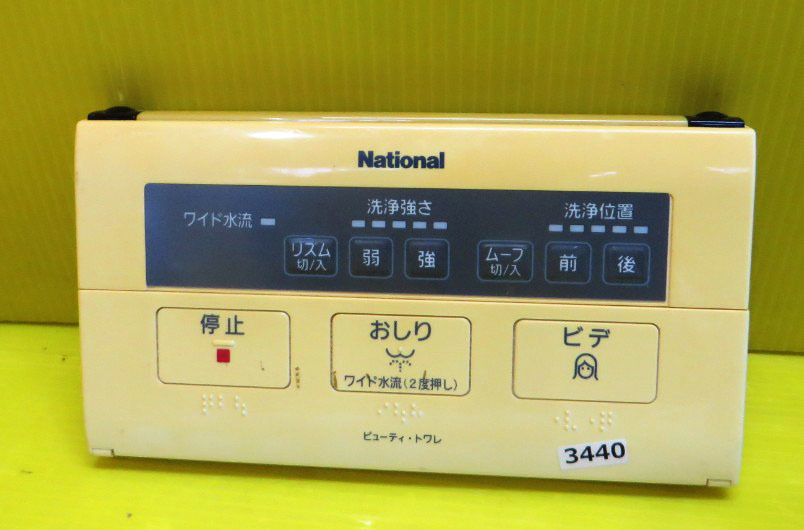 National
洗浄強さ
洗浄位置
ワイド水流
リズム
切/入
弱
強
ムーブ
切/入
前
後
停止
おしり
ワイド水流(2度押し)
ビデ
ビューティ・トワレ
3440